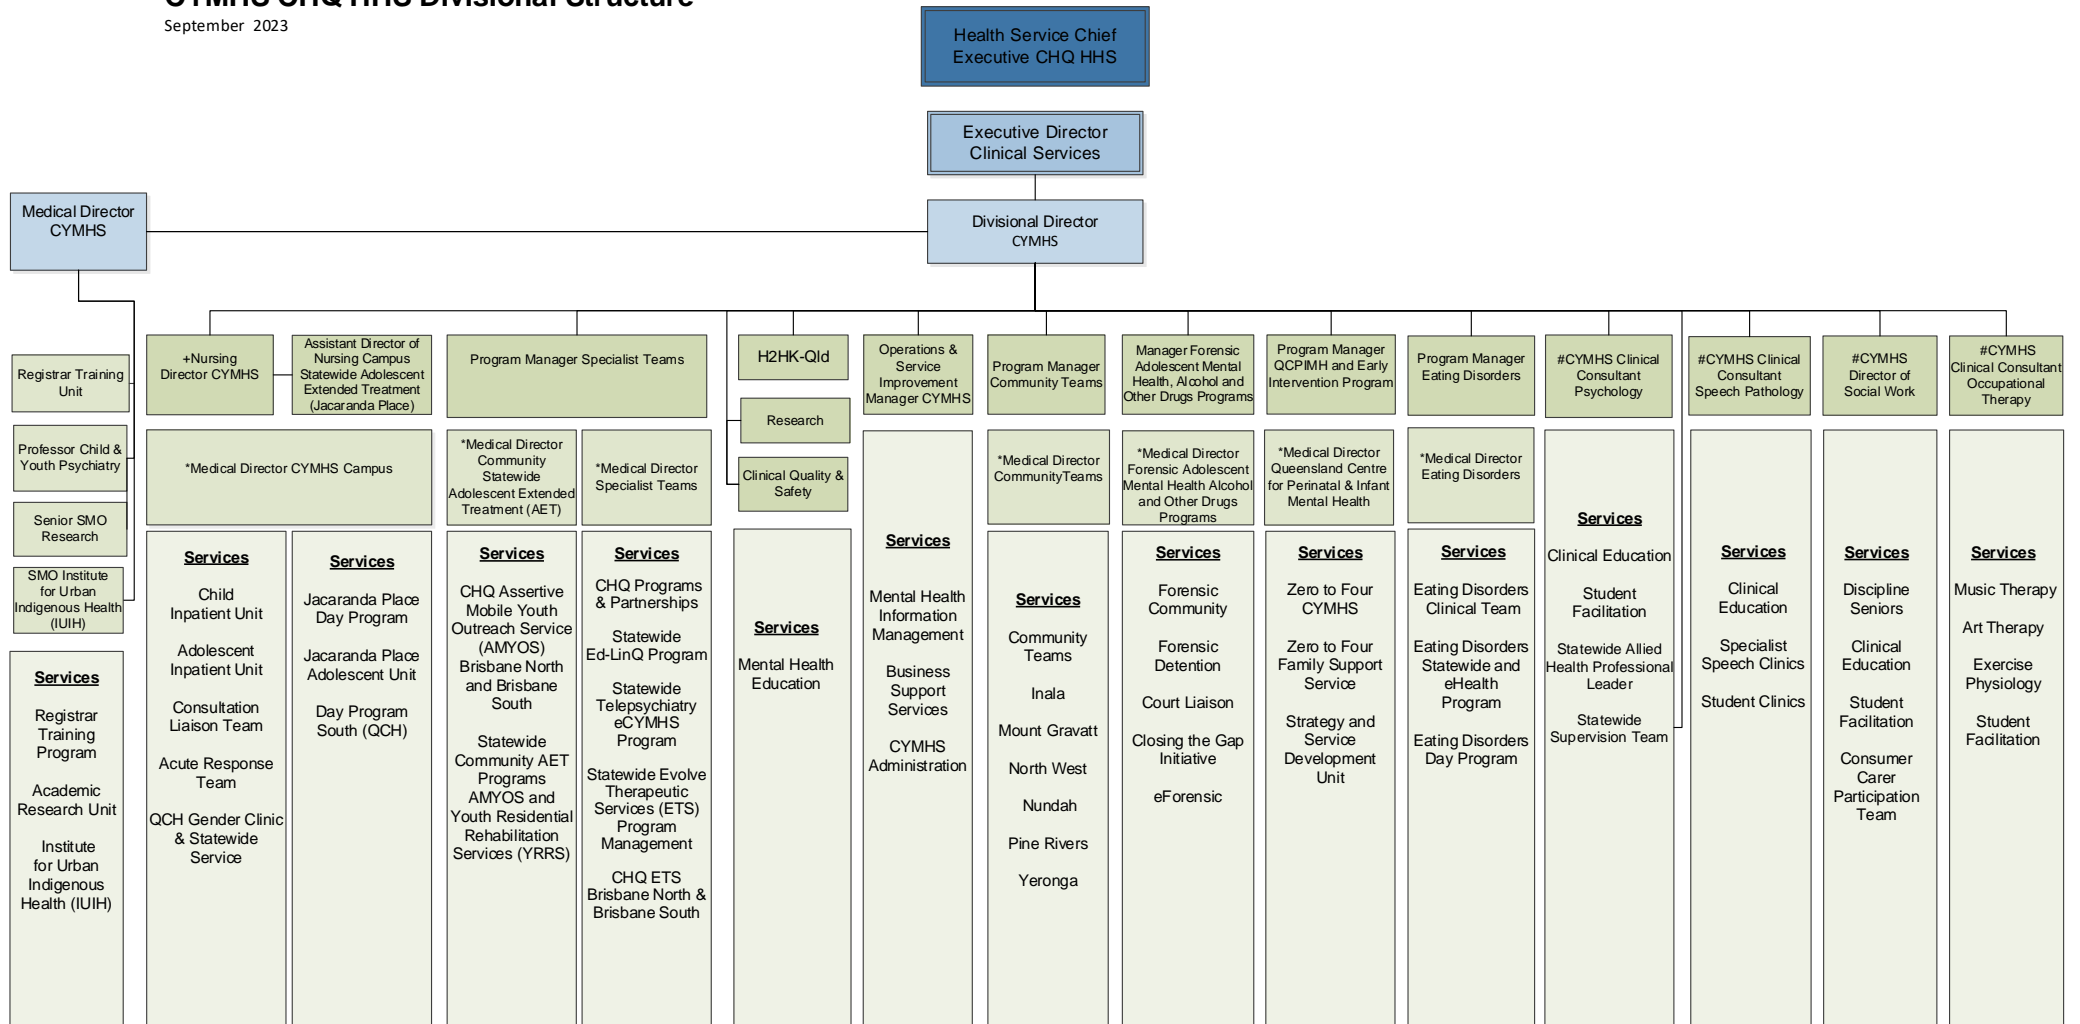 CYMHS CHQ HHS Divisional Structure
September 2023
Health Service Chief
Executive CHQ HHS
Executive Director
Clinical Services
Medical Director
CYMHS
Divisional Director
CYMHS
Registrar Training
Unit
Professor Child &
Youth Psychiatry
Senior SMO
Research
SMO Institute
for Urban
Indigenous Health
(IUIH)
Services
Registrar
Training
Program
Academic
Research Unit
Institute
for Urban
Indigenous
Health (IUIH)
+Nursing
Director CYMHS
Assistant Director of
Nursing Campus
Statewide Adolescent
Extended Treatment
(Jacaranda Place)
*Medical Director CYMHS Campus
Services
Child
Inpatient Unit
Adolescent
Inpatient Unit
Consultation
Liaison Team
Acute Response
Team
QCH Gender Clinic
& Statewide
Service
Services
Jacaranda Place
Day Program
Jacaranda Place
Adolescent Unit
Day Program
South (QCH)
Program Manager Specialist Teams
*Medical Director
Community
Statewide
Adolescent Extended
Treatment (AET)
*Medical Director
Specialist Teams
Services
CHQ Assertive
Mobile Youth
Outreach Service
(AMYOS)
Brisbane North
and Brisbane
South
Statewide
Community AET
Programs
AMYOS and
Youth Residential
Rehabilitation
Services (YRRS)
Services
CHQ Programs
& Partnerships
Statewide
Ed-LinQ Program
Statewide
Telepsychiatry
eCYMHS
Program
Statewide Evolve
Therapeutic
Services (ETS)
Program
Management
CHQ ETS
Brisbane North &
Brisbane South
H2HK-Qld
Research
Clinical Quality &
Safety
Services
Mental Health
Education
Operations &
Service
Improvement
Manager CYMHS
Services
Mental Health
Information
Management
Business
Support
Services
CYMHS
Administration
Program Manager
Community Teams
*Medical Director
CommunityTeams
Services
Community
Teams
Inala
Mount Gravatt
North West
Nundah
Pine Rivers
Yeronga
Manager Forensic
Adolescent Mental
Health, Alcohol and
Other Drugs Programs
*Medical Director
Forensic Adolescent
Mental Health Alcohol
and Other Drugs
Programs
Services
Forensic
Community
Forensic
Detention
Court Liaison
Closing the Gap
Initiative
eForensic
Program Manager
QCPIMH and Early
Intervention Program
*Medical Director
Queensland Centre
for Perinatal & Infant
Mental Health
Services
Zero to Four
CYMHS
Zero to Four
Family Support
Service
Strategy and
Service
Development
Unit
Program Manager
Eating Disorders
*Medical Director
Eating Disorders
Services
Eating Disorders
Clinical Team
Eating Disorders
Statewide and
eHealth
Program
Eating Disorders
Day Program
#CYMHS Clinical
Consultant
Psychology
Services
Clinical Education
Student
Facilitation
Statewide Allied
Health Professional
Leader
Statewide
Supervision Team
#CYMHS Clinical
Consultant
Speech Pathology
Services
Clinical
Education
Specialist
Speech Clinics
Student Clinics
#CYMHS
Director of
Social Work
Services
Discipline
Seniors
Clinical
Education
Student
Facilitation
Consumer
Carer
Participation
Team
#CYMHS
Clinical Consultant
Occupational
Therapy
Services
Music Therapy
Art Therapy
Exercise
Physiology
Student
Facilitation